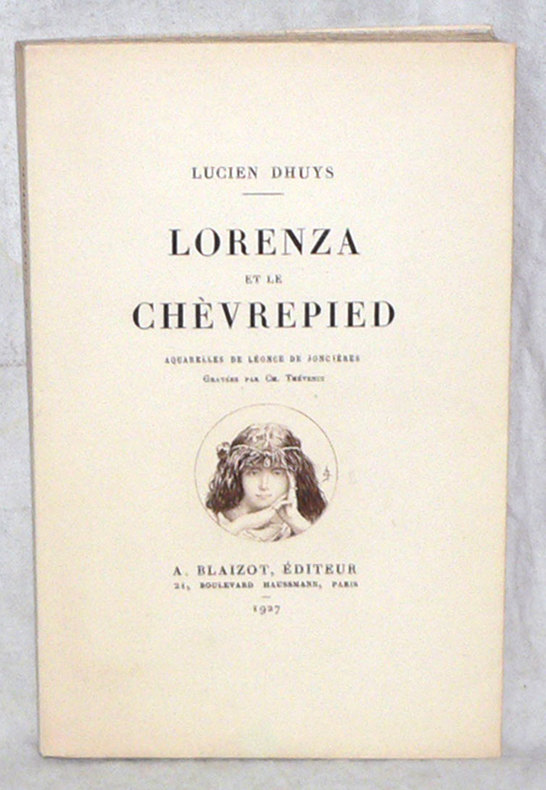 LUCIEN DHUYS
LORENZA
ET LE
CHÈVREPIED
AQUARELLES DE LÉONCE DE JONCIÈRES
GRAVÉES PAR CH. THÉVENIN
A. BLAIZOT, ÉDITEUR
21, BOULEVARD HAUSSMANN, PARIS
1927